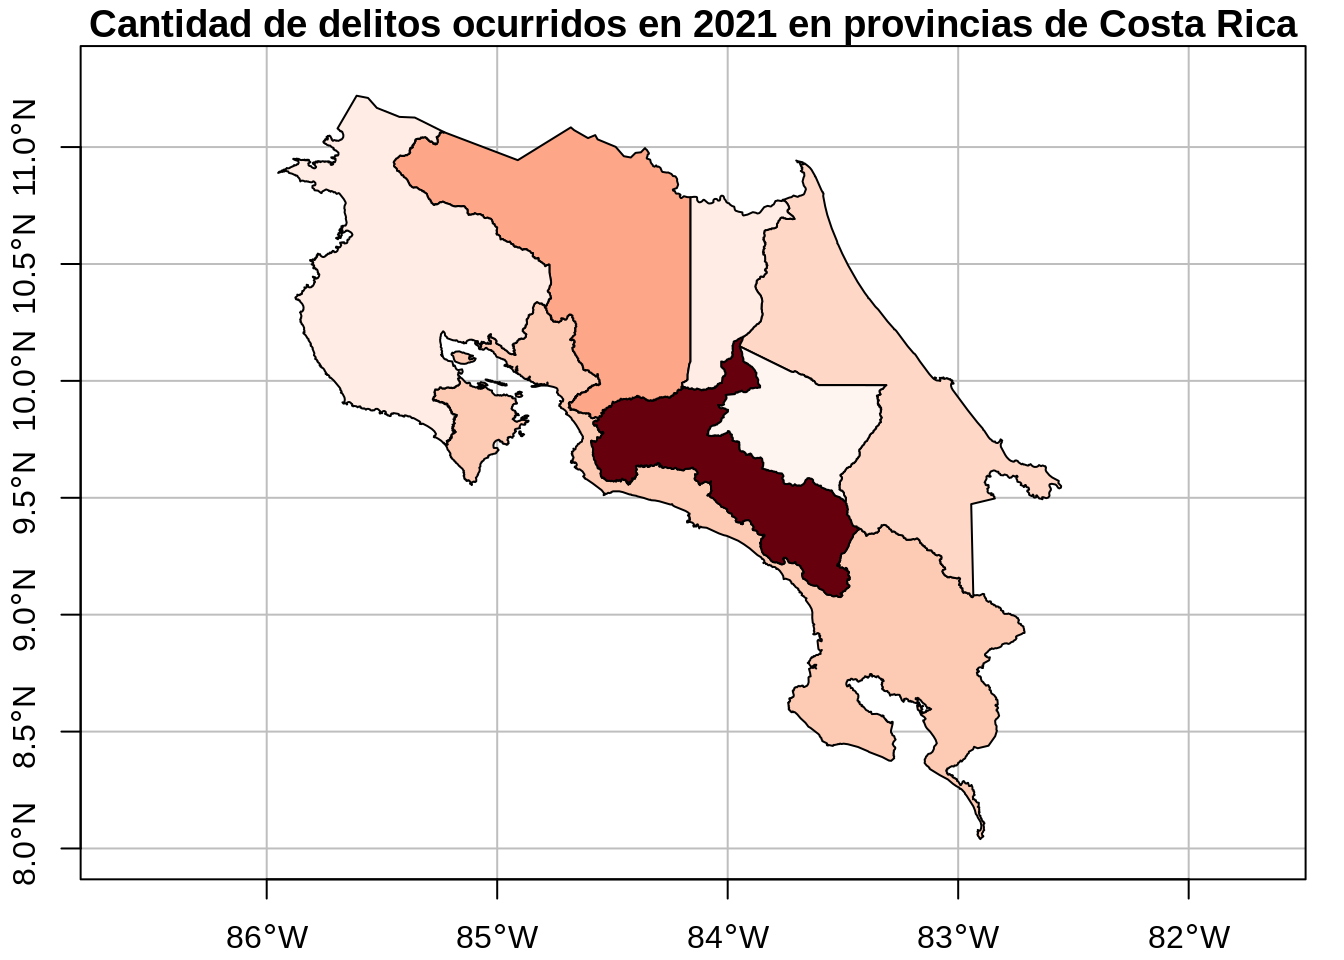 Cantidad de delitos ocurridos en 2021 en provincias de Costa Rica
11.0°N
10.5°N
10.0°N
9.5°N
9.0°N
8.5°N
8.0°N
86°W
85°W
84°W
83°W
82°W